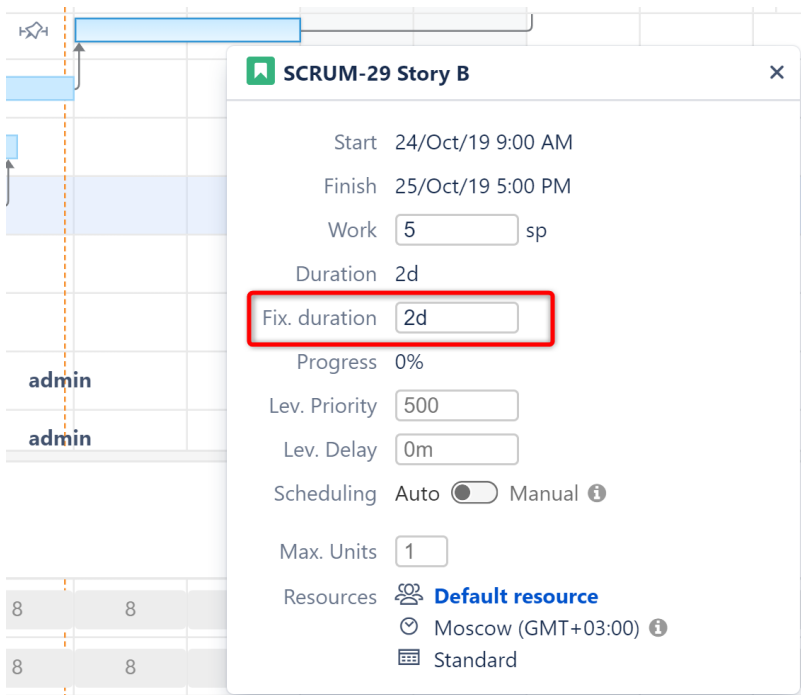 SCRUM-29 Story B
Start 24/Oct/19 9:00 AM
Finish 25/Oct/19 5:00 PM
Work 5 sp
Duration 2d
Fix. duration 2d
Progress 0%
admin
Lev. Priority 500
admin
Lev. Delay 0m
Scheduling Auto Manual
Max. Units 1
Resources Default resource
8 8
Moscow (GMT+03:00)
Standard
8 8